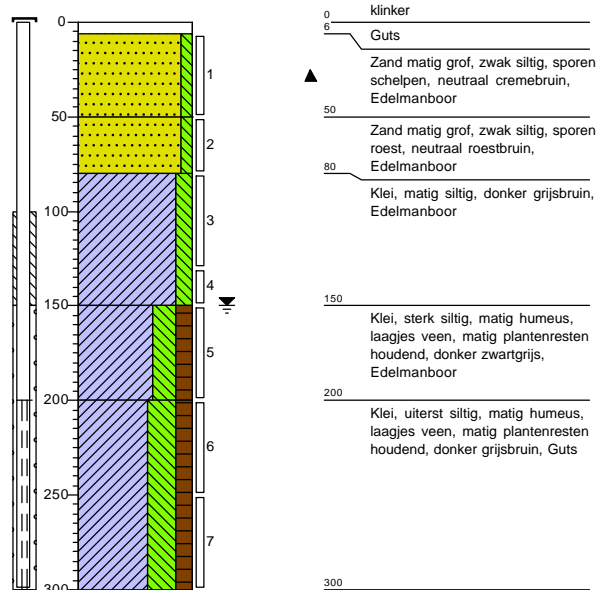 0
50
100
150
200
250
300
1
2
3
4
5
6
7
0
klinker
6
Guts
Zand matig grof, zwak siltig, sporen
schelpen, neutraal cremebruin,
Edelmanboor
50
Zand matig grof, zwak siltig, sporen
roest, neutraal roestbruin,
Edelmanboor
80
Klei, matig siltig, donker grijsbruin,
Edelmanboor
150
Klei, sterk siltig, matig humeus,
laagjes veen, matig plantenresten
houdend, donker zwartgrijs,
Edelmanboor
200
Klei, uiterst siltig, matig humeus,
laagjes veen, matig plantenresten
houdend, donker grijsbruin, Guts
300